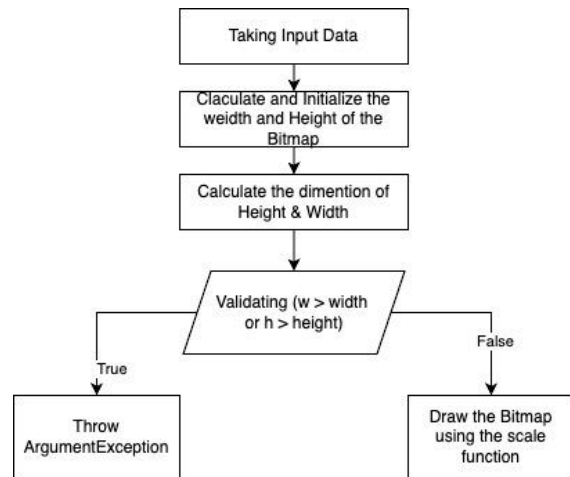 Taking Input Data
Claculate and Initialize the
weidth and Height of the
Bitmap
Calculate the dimention of
Height & Width
Validating (w > width
or h > height)
True
False
Throw
ArgumentException
Draw the Bitmap
using the scale
function